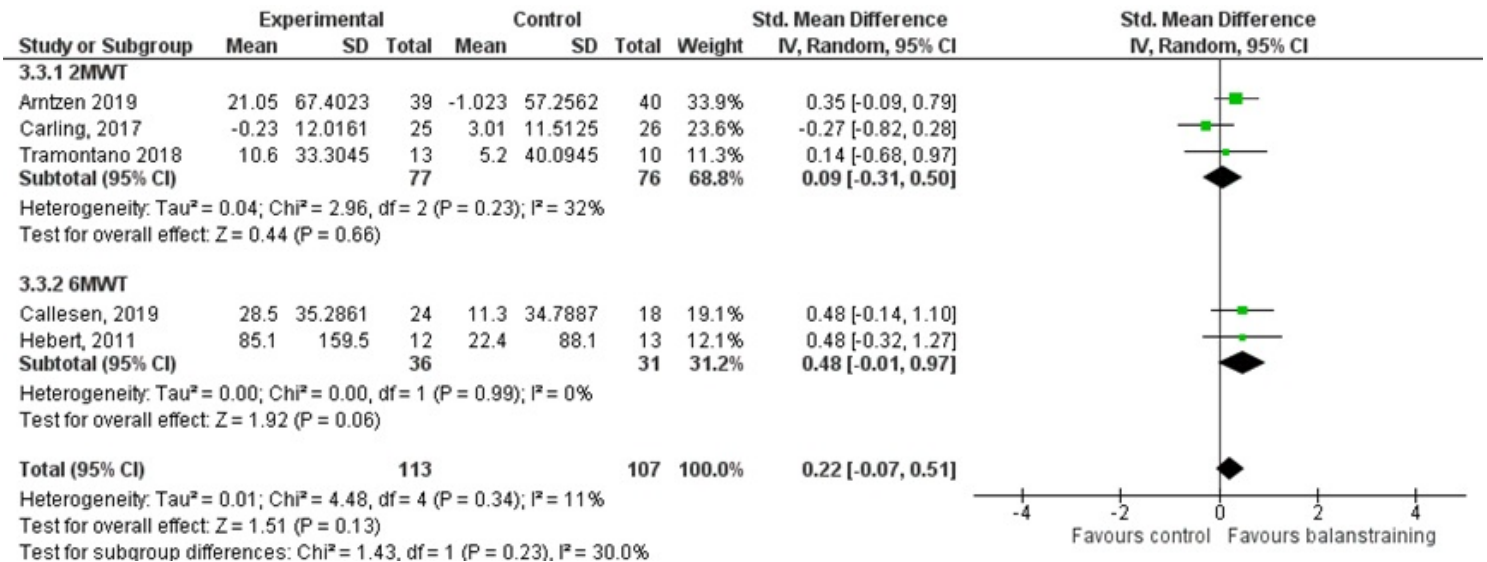 Experimental Control Std. Mean Difference Std. Mean Difference
Study or Subgroup Mean SD Total Mean SD Total Weight IV, Random, 95% CI IV, Random, 95% CI
3.3.1 2MWT
Arntzen 2019 21.05 67.4023 39 -1.023 57.2562 40 33.9% 0.35 [-0.09, 0.79]
Carling, 2017 -0.23 12.0161 25 3.01 11.5125 26 23.6% -0.27 [-0.82, 0.28]
Tramontano 2018 10.6 33.3045 13 5.2 40.0945 10 11.3% 0.14 [-0.68, 0.97]
Subtotal (95% CI) 77 76 68.8% 0.09 [-0.31, 0.50]
Heterogeneity: Tau² = 0.04; Chi² = 2.96, df = 2 (P = 0.23); I² = 32%
Test for overall effect: Z = 0.44 (P = 0.66)
3.3.2 6MWT
Callesen, 2019 28.5 35.2861 24 11.3 34.7887 18 19.1% 0.48 [-0.14, 1.10]
Hebert, 2011 85.1 159.5 12 22.4 88.1 13 12.1% 0.48 [-0.32, 1.27]
Subtotal (95% CI) 36 31 31.2% 0.48 [-0.01, 0.97]
Heterogeneity: Tau² = 0.00; Chi² = 0.00, df = 1 (P = 0.99); I² = 0%
Test for overall effect: Z = 1.92 (P = 0.06)
Total (95% CI) 113 107 100.0% 0.22 [-0.07, 0.51]
Heterogeneity: Tau² = 0.01; Chi² = 4.48, df = 4 (P = 0.34); I² = 11%
Test for overall effect: Z = 1.51 (P = 0.13)
Test for subgroup differences: Chi² = 1.43, df = 1 (P = 0.23), I² = 30.0%
-4 -2 0 2 4
Favours control Favours balanstraining